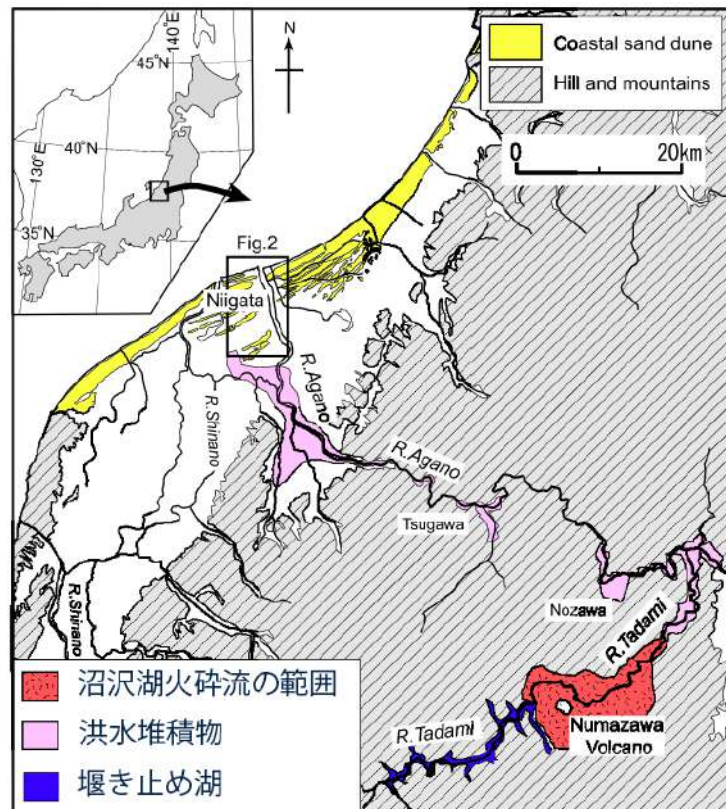 140°E
45°N
40°N
130°E
35°N
N
Coastal sand dune
Hill and mountains
0
20km
Fig.2
Niigata
R.Agano
R.Shinano
R.Agano
Tsugawa
Nozawa
R.Shinano
R.Tadami
R.Tadami
Numazawa
Volcano
沼沢湖火砕流の範囲
洪水堆積物
堰き止め湖